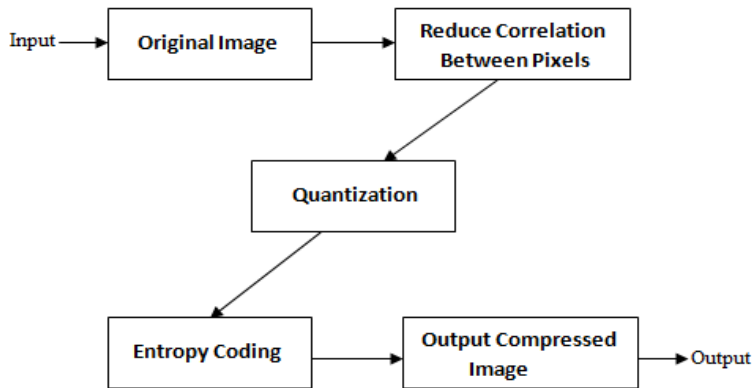 Input
Original Image
Reduce Correlation
Between Pixels
Quantization
Entropy Coding
Output Compressed
Image
Output